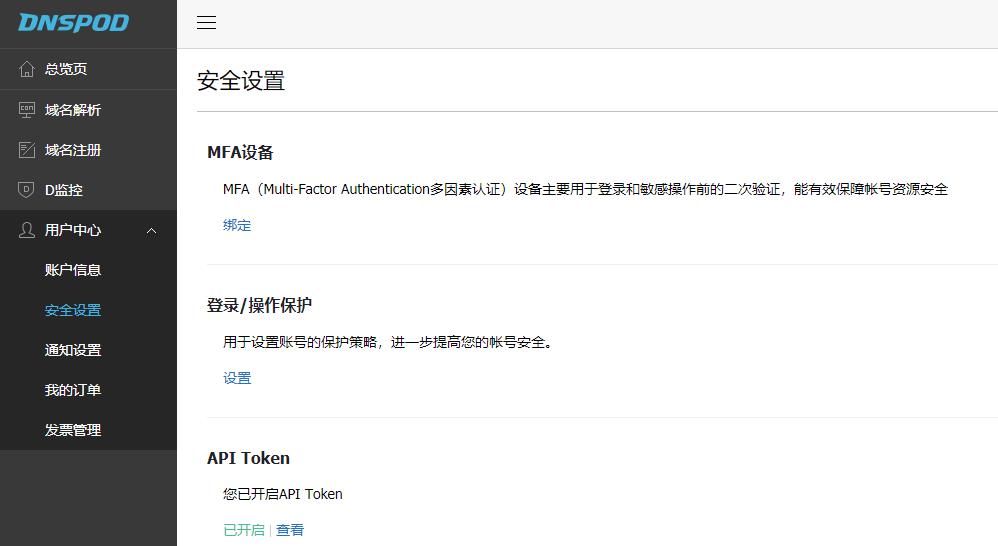 DNSPOD
总览页
域名解析
域名注册
D监控
用户中心
账户信息
安全设置
通知设置
我的订单
发票管理
安全设置
MFA设备
MFA（Multi-Factor Authentication多因素认证）设备主要用于登录和敏感操作前的二次验证，能有效保障帐号资源安全
绑定
登录/操作保护
用于设置账号的保护策略，进一步提高您的帐号安全。
设置
API Token
您已开启API Token
已开启 | 查看